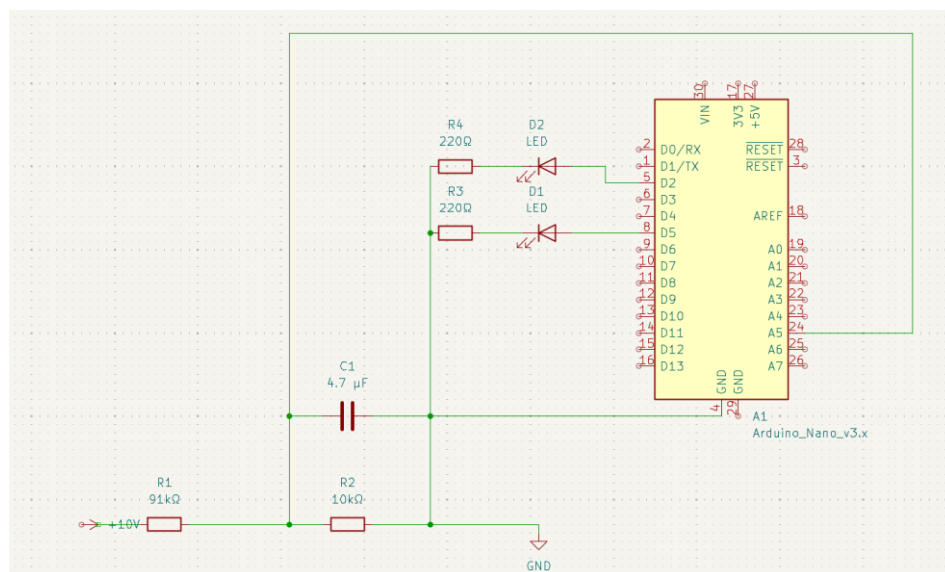 R4
220Ω
D2
LED
R3
220Ω
D1
LED
30
17
27
VIN
3V3
+5V
2
D0/RX
RESET
28
1
D1/TX
RESET
3
5
D2
6
D3
7
D4
AREF
18
8
D5
9
D6
A0
19
10
D7
A1
20
11
D8
A2
21
12
D9
A3
22
13
D10
A4
23
14
D11
A5
24
15
D12
A6
25
16
D13
A7
26
GND
GND
4
29
A1
Arduino_Nano_v3.x
C1
4.7 µF
R1
91kΩ
R2
10kΩ
+10V
GND